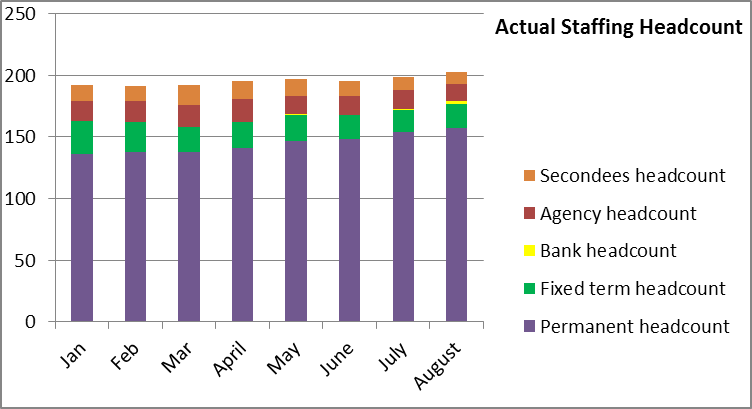 Actual Staffing Headcount
250
200
150
100
50
0
Jan
Feb
Mar
April
May
June
July
August
Secondees headcount
Agency headcount
Bank headcount
Fixed term headcount
Permanent headcount